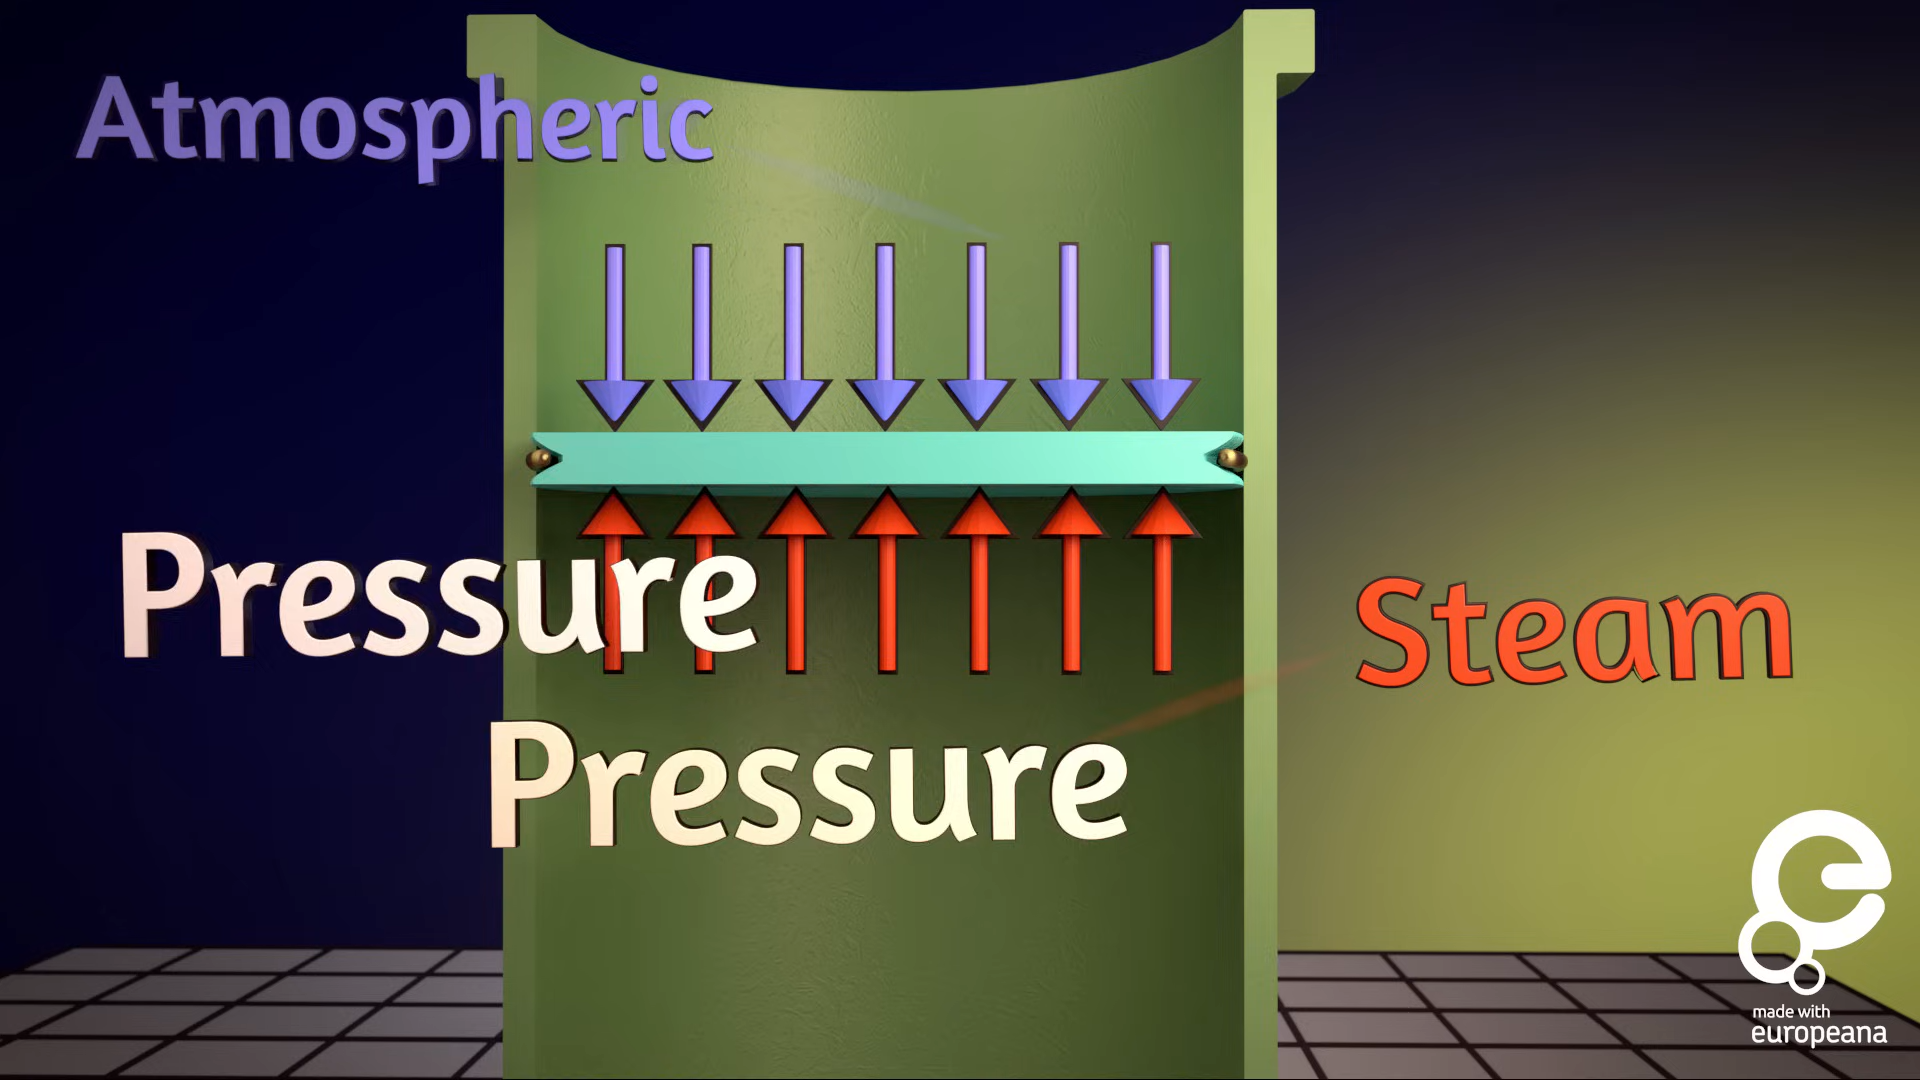 Atmospheric
Pressure
Steam
Pressure
made with
europeana